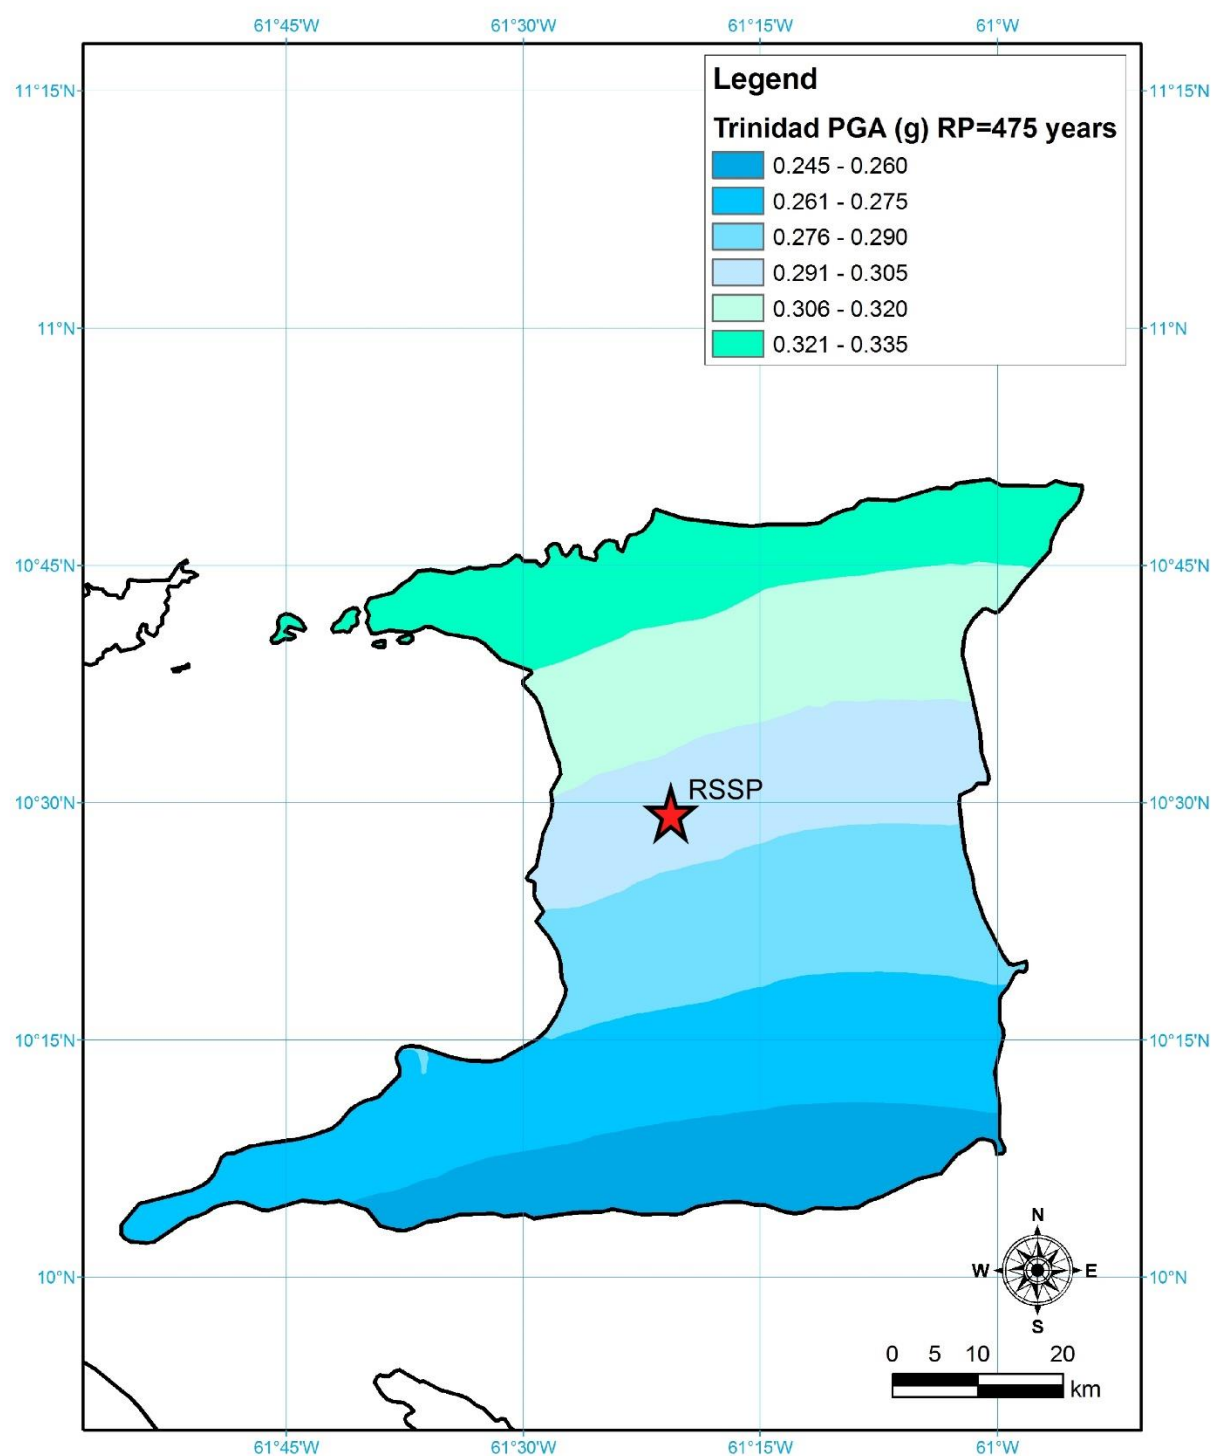 61°45'W 61°30'W 61°15'W 61°W
Legend
11°15'N 11°15'N
Trinidad PGA (g) RP=475 years
0.245 - 0.260
0.261 - 0.275
0.276 - 0.290
0.291 - 0.305
0.306 - 0.320
11°N 11°N
0.321 - 0.335
10°45'N 10°45'N
RSSP
10°30'N 10°30'N
10°15'N 10°15'N
N
10°N W E 10°N
S
0 5 10 20
km
61°45'W 61°30'W 61°15'W 61°W